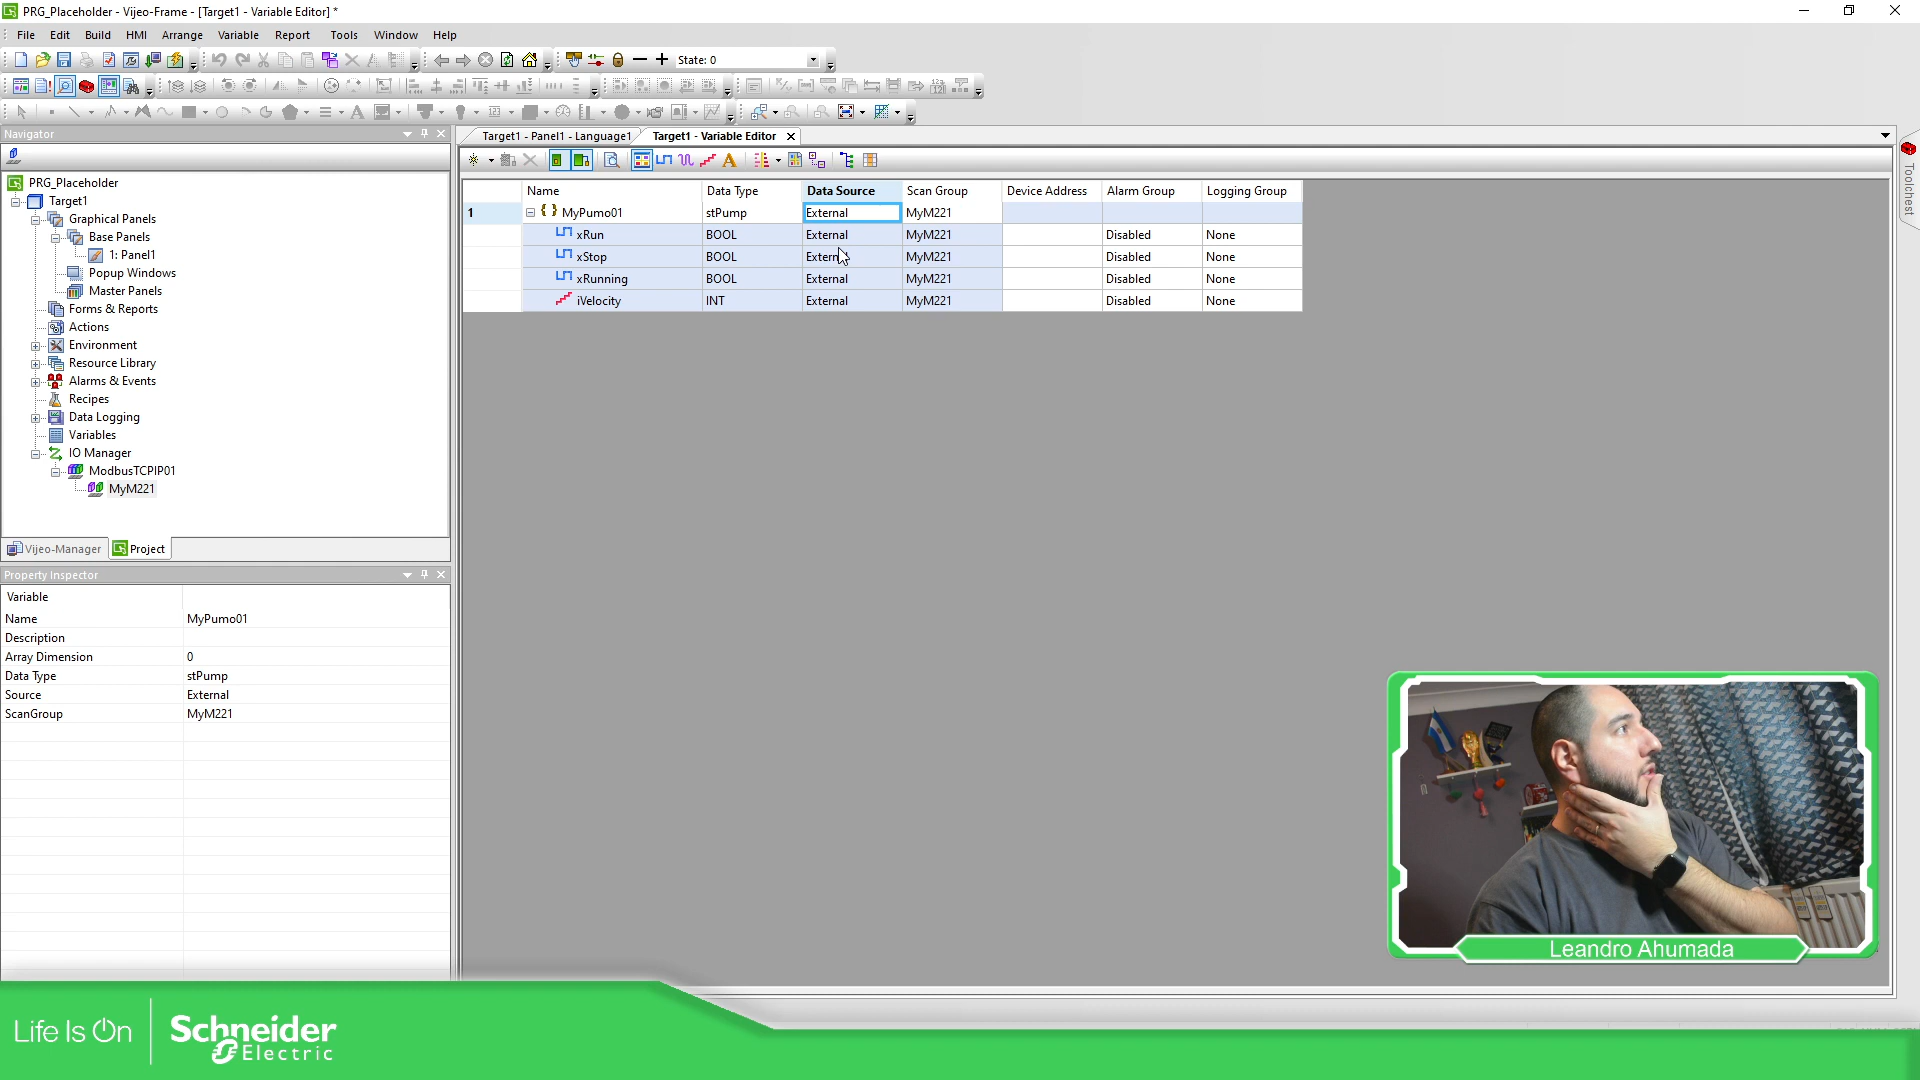 PRG_Placeholder - Vijeo-Frame - [Target1 - Variable Editor] *
File Edit Build HMI Arrange Variable Report Tools Window Help
State: 0
Navigator
Target1 - Panel1 - Language1
Target1 - Variable Editor
Toolchest
PRG_Placeholder
Target1
Graphical Panels
Base Panels
1: Panel1
Popup Windows
Master Panels
Forms & Reports
Actions
Environment
Resource Library
Alarms & Events
Recipes
Data Logging
Variables
IO Manager
ModbusTCPIP01
MyM221
Vijeo-Manager Project
Name Data Type Data Source Scan Group Device Address Alarm Group Logging Group
1 MyPumo01 stPump External MyM221
xRun BOOL External MyM221 Disabled None
xStop BOOL External MyM221 Disabled None
xRunning BOOL External MyM221 Disabled None
iVelocity INT External MyM221 Disabled None
Property Inspector
Variable
Name MyPumo01
Description
Array Dimension 0
Data Type stPump
Source External
ScanGroup MyM221
Leandro Ahumada
Life Is On
Schneider
Electric